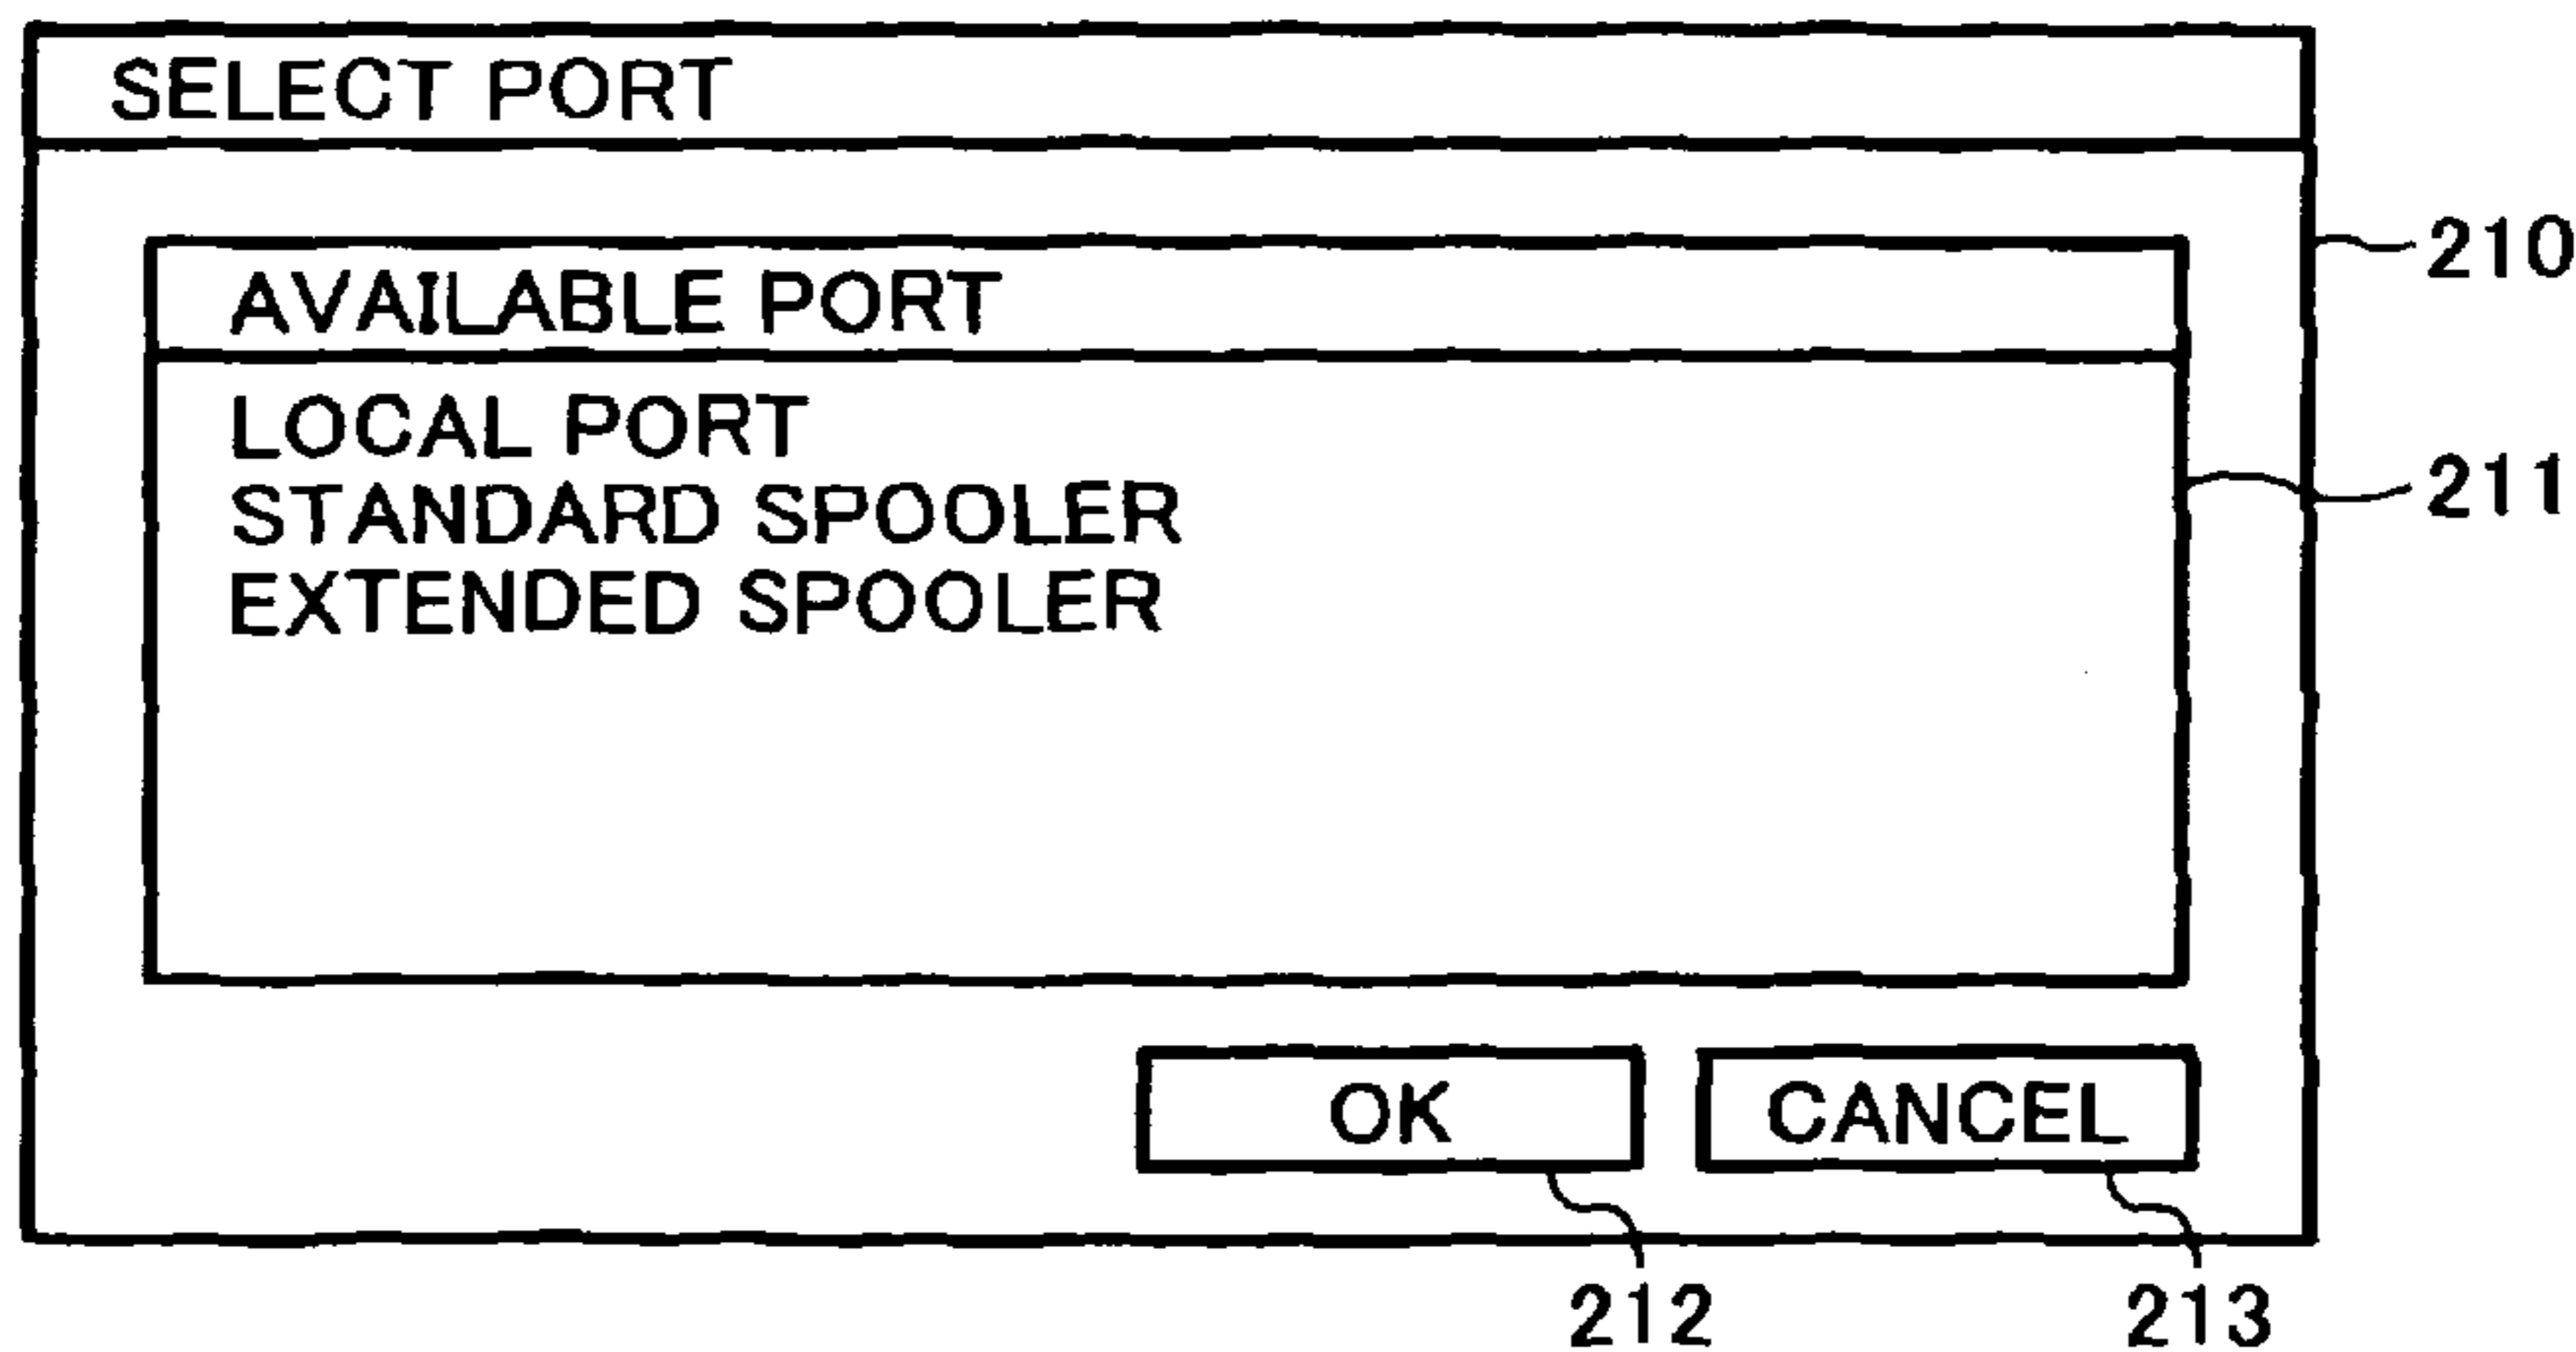 SELECT PORT
210
AVAILABLE PORT
LOCAL PORT
211
STANDARD SPOOLER
EXTENDED SPOOLER
OK
CANCEL
212
213